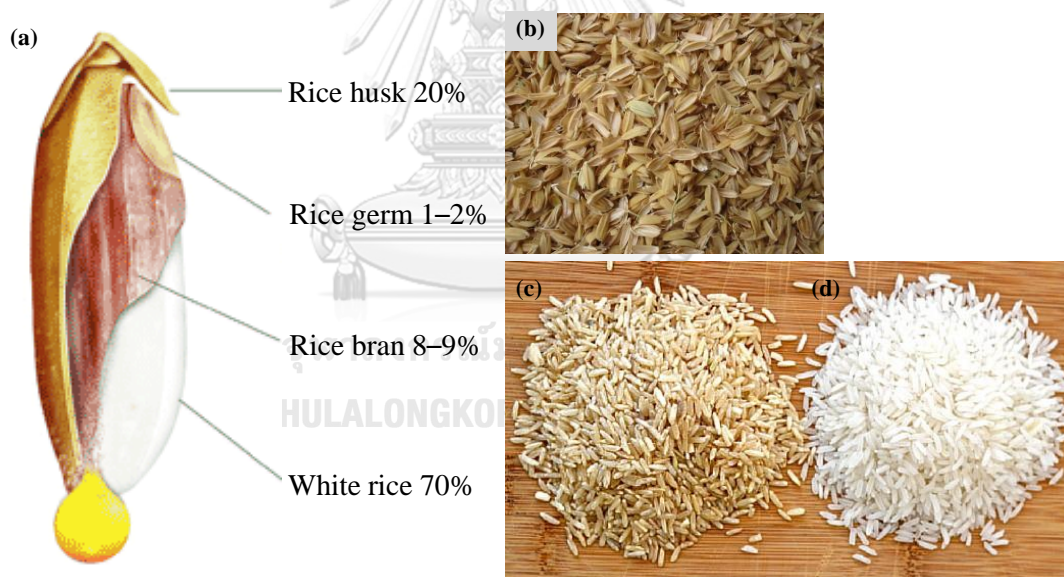 (a)
Rice husk 20%
Rice germ 1–2%
Rice bran 8–9%
White rice 70%
(b)
(c)
(d)
HULALONGKO